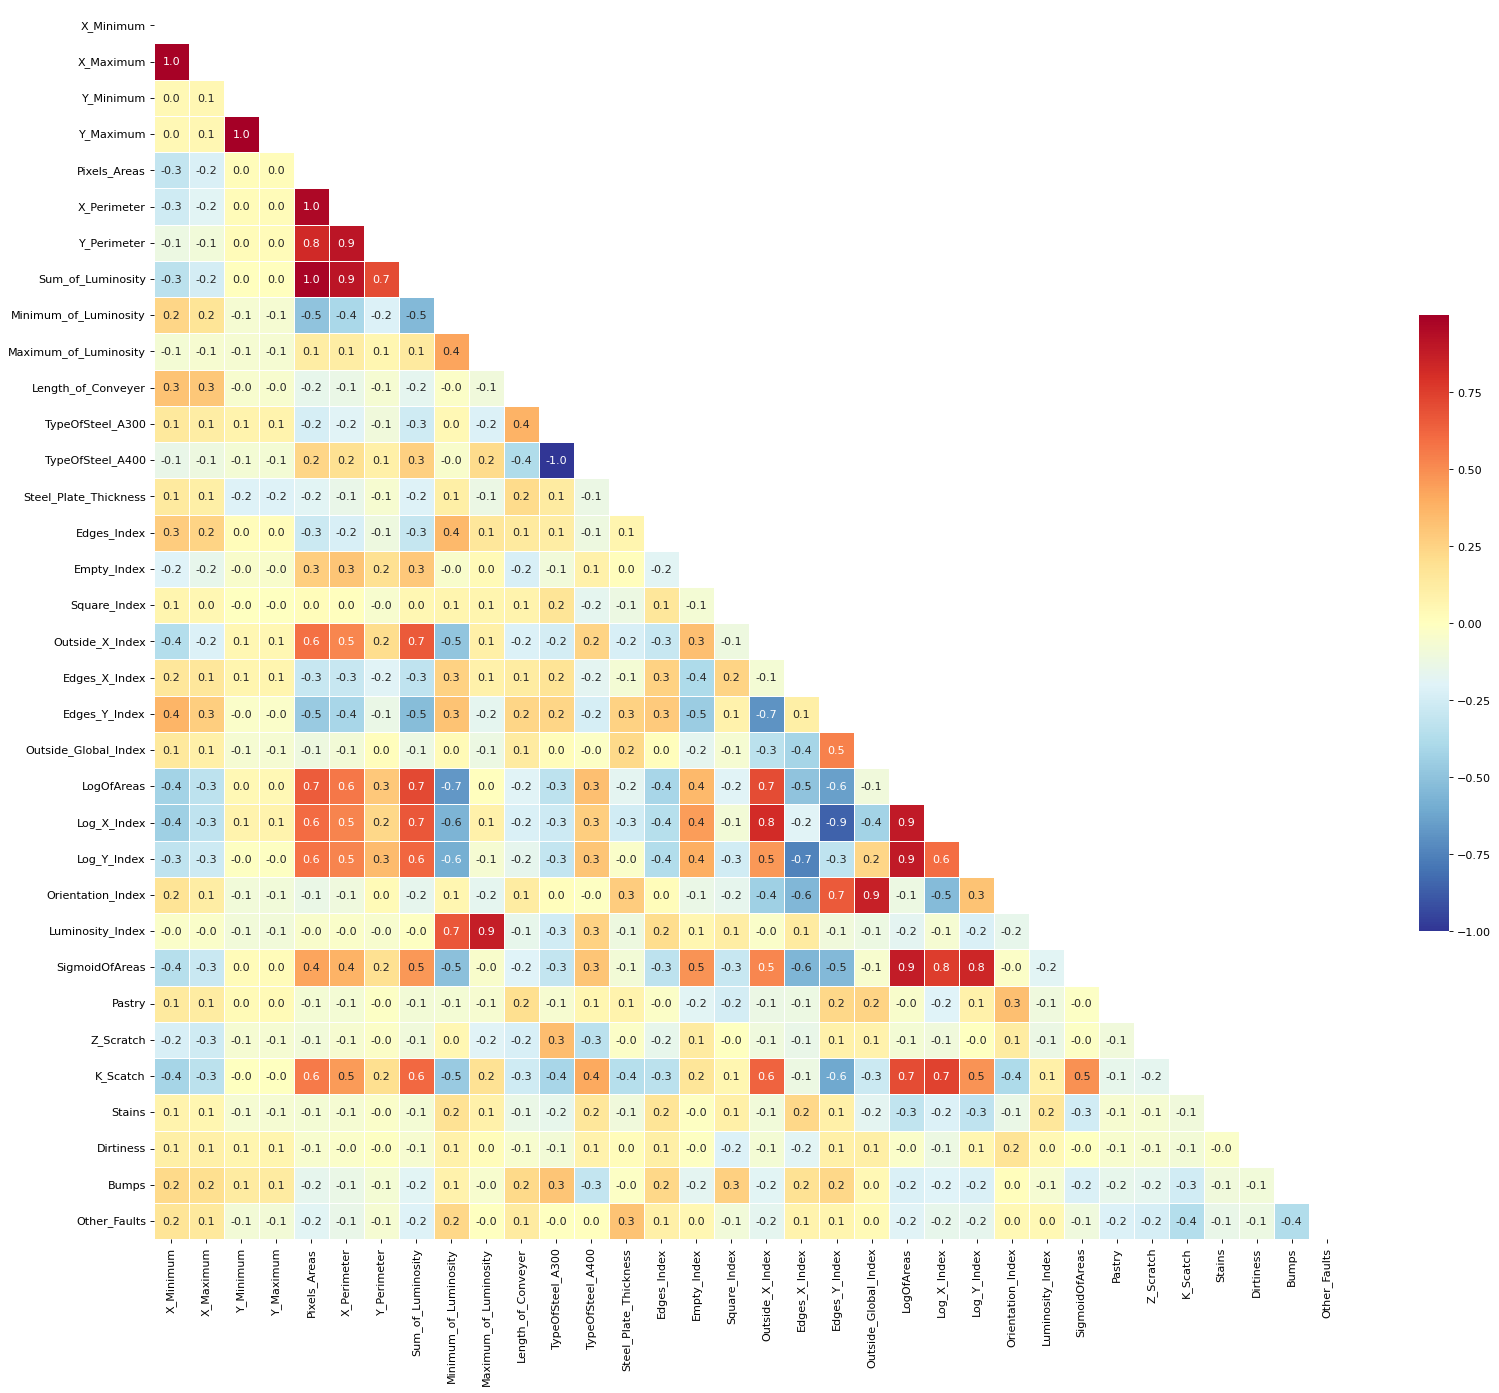 X_Minimum
X_Maximum 1.0
Y_Minimum 0.0 0.1
Y_Maximum 0.0 0.1 1.0
Pixels_Areas -0.3 -0.2 0.0 0.0
X_Perimeter -0.3 -0.2 0.0 0.0 1.0
Y_Perimeter -0.1 -0.1 0.0 0.0 0.8 0.9
Sum_of_Luminosity -0.3 -0.2 0.0 0.0 1.0 0.9 0.7
Minimum_of_Luminosity 0.2 0.2 -0.1 -0.1 -0.5 -0.4 -0.2 -0.5
Maximum_of_Luminosity -0.1 -0.1 -0.1 -0.1 0.1 0.1 0.1 0.1 0.4
Length_of_Conveyer 0.3 0.3 -0.0 -0.0 -0.2 -0.1 -0.1 -0.2 -0.0 -0.1
TypeOfSteel_A300 0.1 0.1 0.1 0.1 -0.2 -0.2 -0.1 -0.3 0.0 -0.2 0.4
TypeOfSteel_A400 -0.1 -0.1 -0.1 -0.1 0.2 0.2 0.1 0.3 -0.0 0.2 -0.4 -1.0
Steel_Plate_Thickness 0.1 0.1 -0.2 -0.2 -0.2 -0.1 -0.1 -0.2 0.1 -0.1 0.2 0.1 -0.1
Edges_Index 0.3 0.2 0.0 0.0 -0.3 -0.2 -0.1 -0.3 0.4 0.1 0.1 0.1 -0.1 0.1
Empty_Index -0.2 -0.2 -0.0 -0.0 0.3 0.3 0.2 0.3 -0.0 0.0 -0.2 -0.1 0.1 0.0 -0.2
Square_Index 0.1 0.0 -0.0 -0.0 0.0 0.0 -0.0 0.0 0.1 0.1 0.1 0.2 -0.2 -0.1 0.1 -0.1
Outside_X_Index -0.4 -0.2 0.1 0.1 0.6 0.5 0.2 0.7 -0.5 0.1 -0.2 -0.2 0.2 -0.2 -0.3 0.3 -0.1
Edges_X_Index 0.2 0.1 0.1 0.1 -0.3 -0.3 -0.2 -0.3 0.3 0.1 0.1 0.2 -0.2 -0.1 0.3 -0.4 0.2 -0.1
Edges_Y_Index 0.4 0.3 -0.0 -0.0 -0.5 -0.4 -0.1 -0.5 0.3 -0.2 0.2 0.2 -0.2 0.3 0.3 -0.5 0.1 -0.7 0.1
Outside_Global_Index 0.1 0.1 -0.1 -0.1 -0.1 -0.1 0.0 -0.1 0.0 -0.1 0.1 0.0 -0.0 0.2 0.0 -0.2 -0.1 -0.3 -0.4 0.5
LogOfAreas -0.4 -0.3 0.0 0.0 0.7 0.6 0.3 0.7 -0.7 0.0 -0.2 -0.3 0.3 -0.2 -0.4 0.4 -0.2 0.7 -0.5 -0.6 -0.1
Log_X_Index -0.4 -0.3 0.1 0.1 0.6 0.5 0.2 0.7 -0.6 0.1 -0.2 -0.3 0.3 -0.3 -0.4 0.4 -0.1 0.8 -0.2 -0.9 -0.4 0.9
Log_Y_Index -0.3 -0.3 -0.0 -0.0 0.6 0.5 0.3 0.6 -0.6 -0.1 -0.2 -0.3 0.3 -0.0 -0.4 0.4 -0.3 0.5 -0.7 -0.3 0.2 0.9 0.6
Orientation_Index 0.2 0.1 -0.1 -0.1 -0.1 -0.1 0.0 -0.2 0.1 -0.2 0.1 0.0 -0.0 0.3 0.0 -0.1 -0.2 -0.4 -0.6 0.7 0.9 -0.1 -0.5 0.3
Luminosity_Index -0.0 -0.0 -0.1 -0.1 -0.0 -0.0 -0.0 -0.0 0.7 0.9 -0.1 -0.3 0.3 -0.1 0.2 0.1 0.1 -0.0 0.1 -0.1 -0.1 -0.2 -0.1 -0.2 -0.2
SigmoidOfAreas -0.4 -0.3 0.0 0.0 0.4 0.4 0.2 0.5 -0.5 -0.0 -0.2 -0.3 0.3 -0.1 -0.3 0.5 -0.3 0.5 -0.6 -0.5 -0.1 0.9 0.8 0.8 -0.0 -0.2
Pastry 0.1 0.1 0.0 0.0 -0.1 -0.1 -0.0 -0.1 -0.1 -0.1 0.2 -0.1 0.1 0.1 -0.0 -0.2 -0.2 -0.1 -0.1 0.2 0.2 -0.0 -0.2 0.1 0.3 -0.1 -0.0
Z_Scratch -0.2 -0.3 -0.1 -0.1 -0.1 -0.1 -0.0 -0.1 0.0 -0.2 -0.2 0.3 -0.3 -0.0 -0.2 0.1 -0.0 -0.1 -0.1 0.1 0.1 -0.1 -0.1 -0.0 0.1 -0.1 -0.0 -0.1
K_Scatch -0.4 -0.3 -0.0 -0.0 0.6 0.5 0.2 0.6 -0.5 0.2 -0.3 -0.4 0.4 -0.4 -0.3 0.2 0.1 0.6 -0.1 -0.6 -0.3 0.7 0.7 0.5 -0.4 0.1 0.5 -0.1 -0.2
Stains 0.1 0.1 -0.1 -0.1 -0.1 -0.1 -0.0 -0.1 0.2 0.1 -0.1 -0.2 0.2 -0.1 0.2 -0.0 0.1 -0.1 0.2 0.1 -0.2 -0.3 -0.2 -0.3 -0.1 0.2 -0.3 -0.1 -0.1 -0.1
Dirtiness 0.1 0.1 0.1 0.1 -0.1 -0.0 -0.0 -0.1 0.1 0.0 -0.1 -0.1 0.1 0.0 0.1 -0.0 -0.2 -0.1 -0.2 0.1 0.1 -0.0 -0.1 0.1 0.2 0.0 -0.0 -0.1 -0.1 -0.1 -0.0
Bumps 0.2 0.2 0.1 0.1 -0.2 -0.1 -0.1 -0.2 0.1 -0.0 0.2 0.3 -0.3 -0.0 0.2 -0.2 0.3 -0.2 0.2 0.2 0.0 -0.2 -0.2 -0.2 0.0 -0.1 -0.2 -0.2 -0.2 -0.3 -0.1 -0.1
Other_Faults 0.2 0.1 -0.1 -0.1 -0.2 -0.1 -0.1 -0.2 0.2 -0.0 0.1 -0.0 0.0 0.3 0.1 0.0 -0.1 -0.2 0.1 0.1 0.0 -0.2 -0.2 -0.2 0.0 0.0 -0.1 -0.2 -0.2 -0.4 -0.1 -0.1 -0.4
X_Minimum
X_Maximum
Y_Minimum
Y_Maximum
Pixels_Areas
X_Perimeter
Y_Perimeter
Sum_of_Luminosity
Minimum_of_Luminosity
Maximum_of_Luminosity
Length_of_Conveyer
TypeOfSteel_A300
TypeOfSteel_A400
Steel_Plate_Thickness
Edges_Index
Empty_Index
Square_Index
Outside_X_Index
Edges_X_Index
Edges_Y_Index
Outside_Global_Index
LogOfAreas
Log_X_Index
Log_Y_Index
Orientation_Index
Luminosity_Index
SigmoidOfAreas
Pastry
Z_Scratch
K_Scatch
Stains
Dirtiness
Bumps
Other_Faults
0.75
0.50
0.25
0.00
−0.25
−0.50
−0.75
−1.00